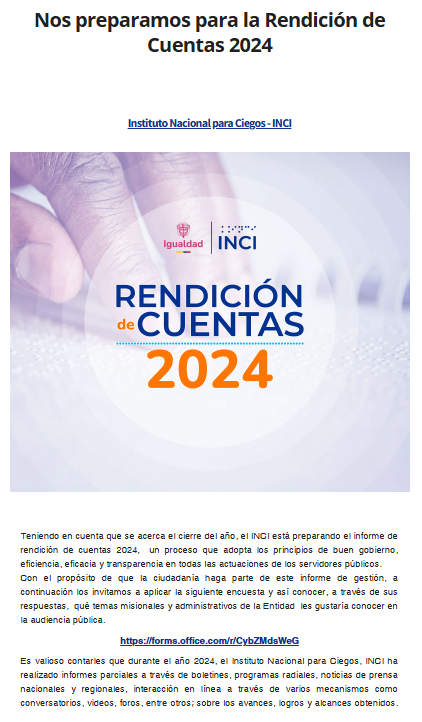 Nos preparamos para la Rendición de
Cuentas 2024
Instituto Nacional para Ciegos - INCI
Igualdad
INCI
RENDICIÓN
de CUENTAS
2024
Teniendo en cuenta que se acerca el cierre del año, el INCI está preparando el informe de
rendición de cuentas 2024, un proceso que adopta los principios de buen gobierno,
eficiencia, eficacia y transparencia en todas las actuaciones de los servidores públicos.
Con el propósito de que la ciudadanía haga parte de este informe de gestión, a
continuación los invitamos a aplicar la siguiente encuesta y así conocer, a través de sus
respuestas, qué temas misionales y administrativos de la Entidad les gustaría conocer en
la audiencia pública.
https://forms.office.com/r/CybZMdsWeG
Es valioso contarles que durante el año 2024, el Instituto Nacional para Ciegos, INCI ha
realizado informes parciales a través de boletines, programas radiales, noticias de prensa
nacionales y regionales, interacción en línea a través de varios mecanismos como
conversatorios, videos, foros, entre otros; sobre los avances, logros y alcances obtenidos.